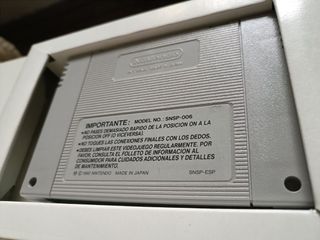 Nintendo
IMPORTANTE: MODEL NO.: SNSP-006
•NO PASES DEMASIADO RAPIDO DE LA POSICION ON A LA
POSICION OFF (O VICEVERSA).
•NO TOQUES LAS CONEXIONES FINALES CON LOS DEDOS.
•DEBES LIMPIAR ESTE VIDEOJUEGO REGULARMENTE. POR
FAVOR, CONSULTA EL FOLLETO DE INFORMACION AL
CONSUMIDOR PARA CUIDADOS ADICIONALES Y DETALLES
DE MANTENIMIENTO.
NINTENDO MADE IN JAPAN SNSP-ESP